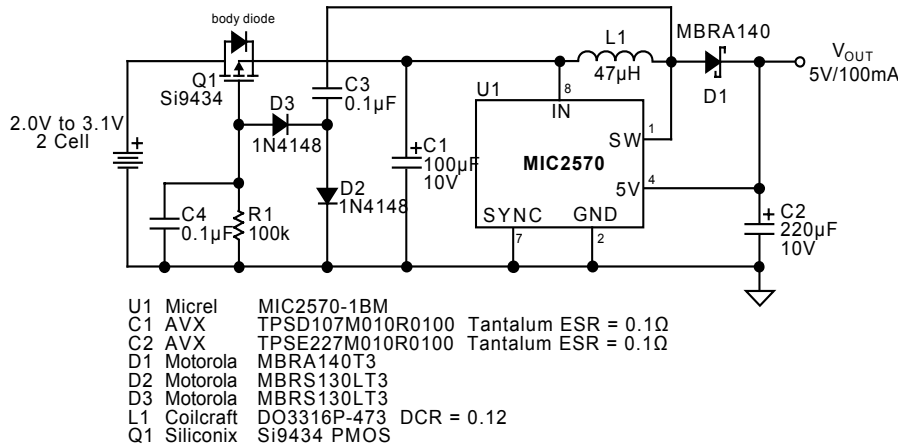 body diode
Q1
Si9434
2.0V to 3.1V
2 Cell
C3
0.1µF
D3
1N4148
D2
1N4148
C4
0.1µF
R1
100k
C1
100µF
10V
U1
L1
47µH
8
IN
MIC2570
SW
1
5V
4
SYNC
7
GND
2
MBRA140
D1
VOUT
5V/100mA
C2
220µF
10V
U1 Micrel MIC2570-1BM
C1 AVX TPSD107M010R0100 Tantalum ESR = 0.1Ω
C2 AVX TPSE227M010R0100 Tantalum ESR = 0.1Ω
D1 Motorola MBRA140T3
D2 Motorola MBRS130LT3
D3 Motorola MBRS130LT3
L1 Coilcraft DO3316P-473 DCR = 0.12
Q1 Siliconix Si9434 PMOS